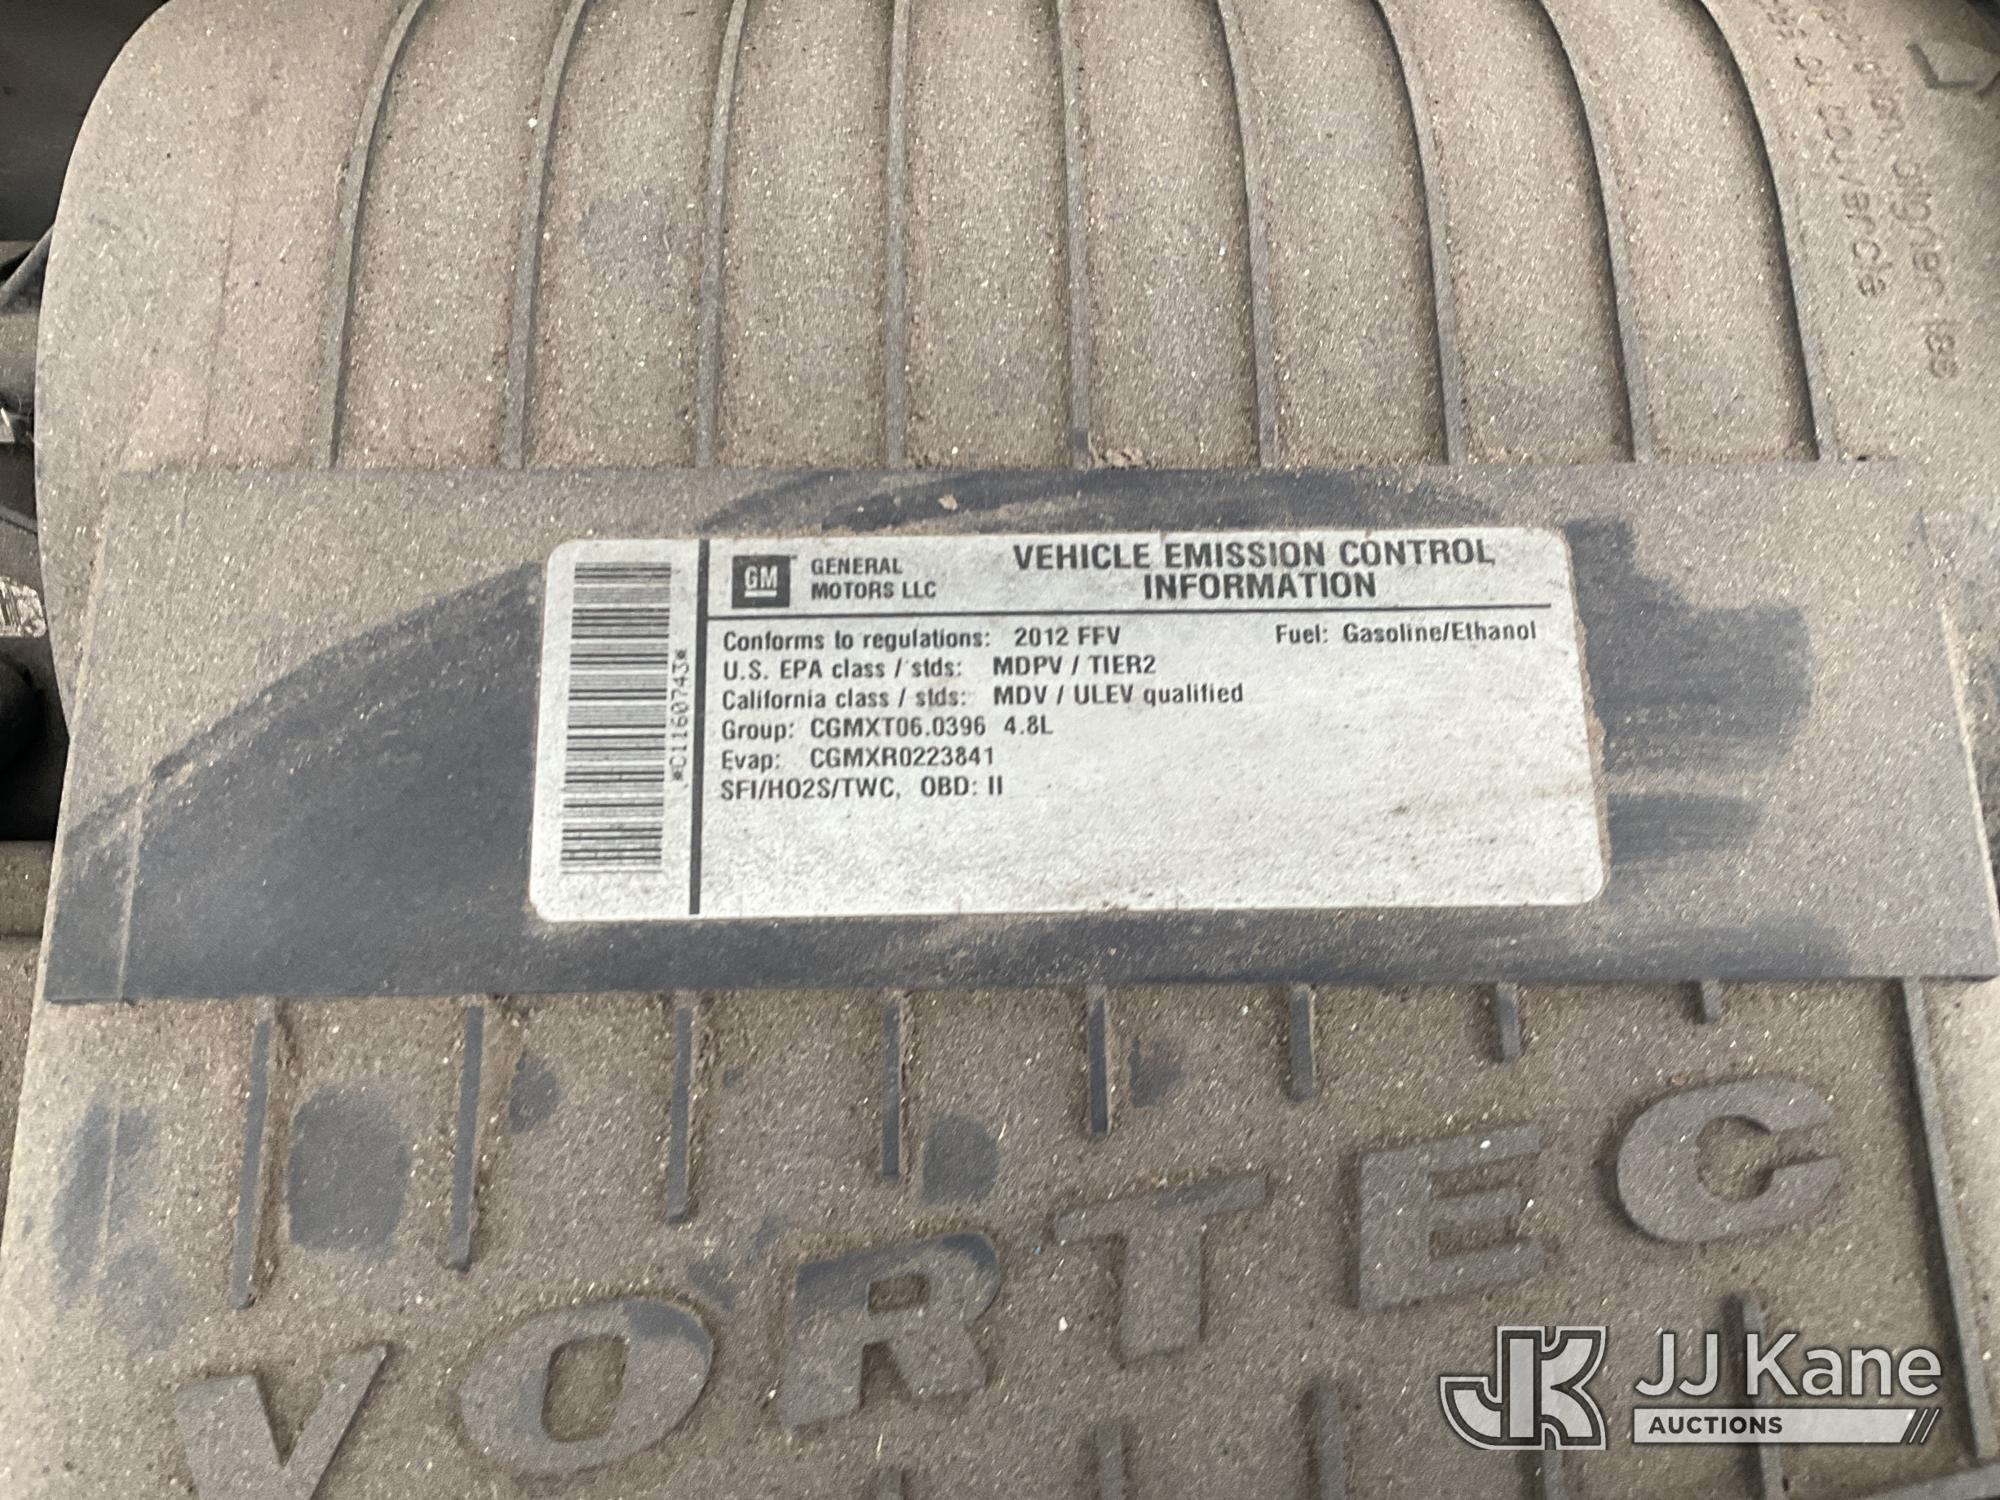 GM GENERAL MOTORS LLC
VEHICLE EMISSION CONTROL
INFORMATION
*C1160743*
Conforms to regulations: 2012 FFV Fuel: Gasoline/Ethanol
U.S. EPA class / stds: MDPV / TIER2
California class / stds: MDV / ULEV qualified
Group: CGMXT06.0396 4.8L
Evap: CGMXR0223841
SFI/HO2S/TWC, OBD: II
VORTEC
JK JJ Kane
AUCTIONS